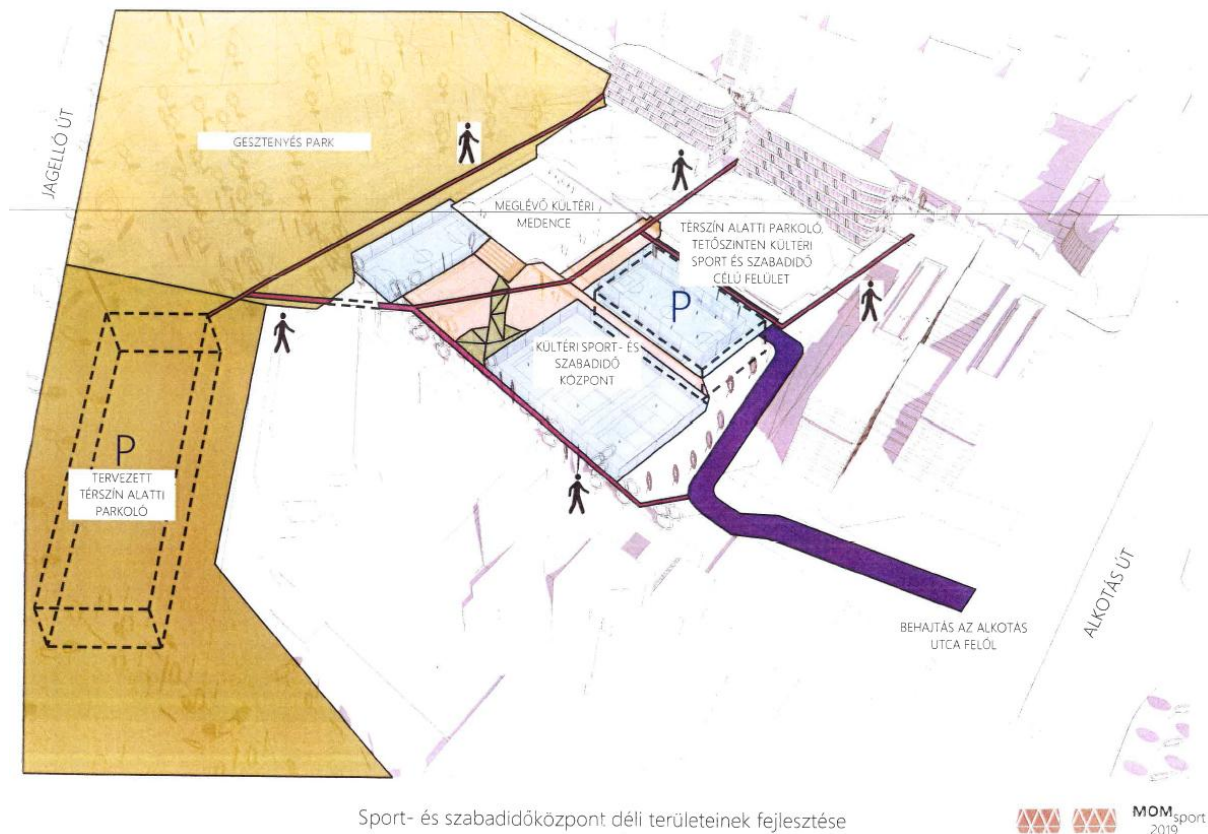 JAGELLÓ ÚT
GESZTENYÉS PARK
MEGLÉVŐ KÜLTÉRI
MEDENCE
TÉRSZÍN ALATTI PARKOLÓ,
TETŐSZINTEN KÜLTÉRI
SPORT ÉS SZABADIDŐ
CÉLÚ FELÜLET
P
KÜLTÉRI SPORT- ÉS
SZABADIDŐ
KÖZPONT
P
TERVEZETT
TÉRSZÍN ALATTI
PARKOLÓ
BEHAJTÁS AZ ALKOTÁS
UTCA FELŐL
ALKOTÁS ÚT
Sport- és szabadidőközpont déli területeinek fejlesztése
MOMsport
2019